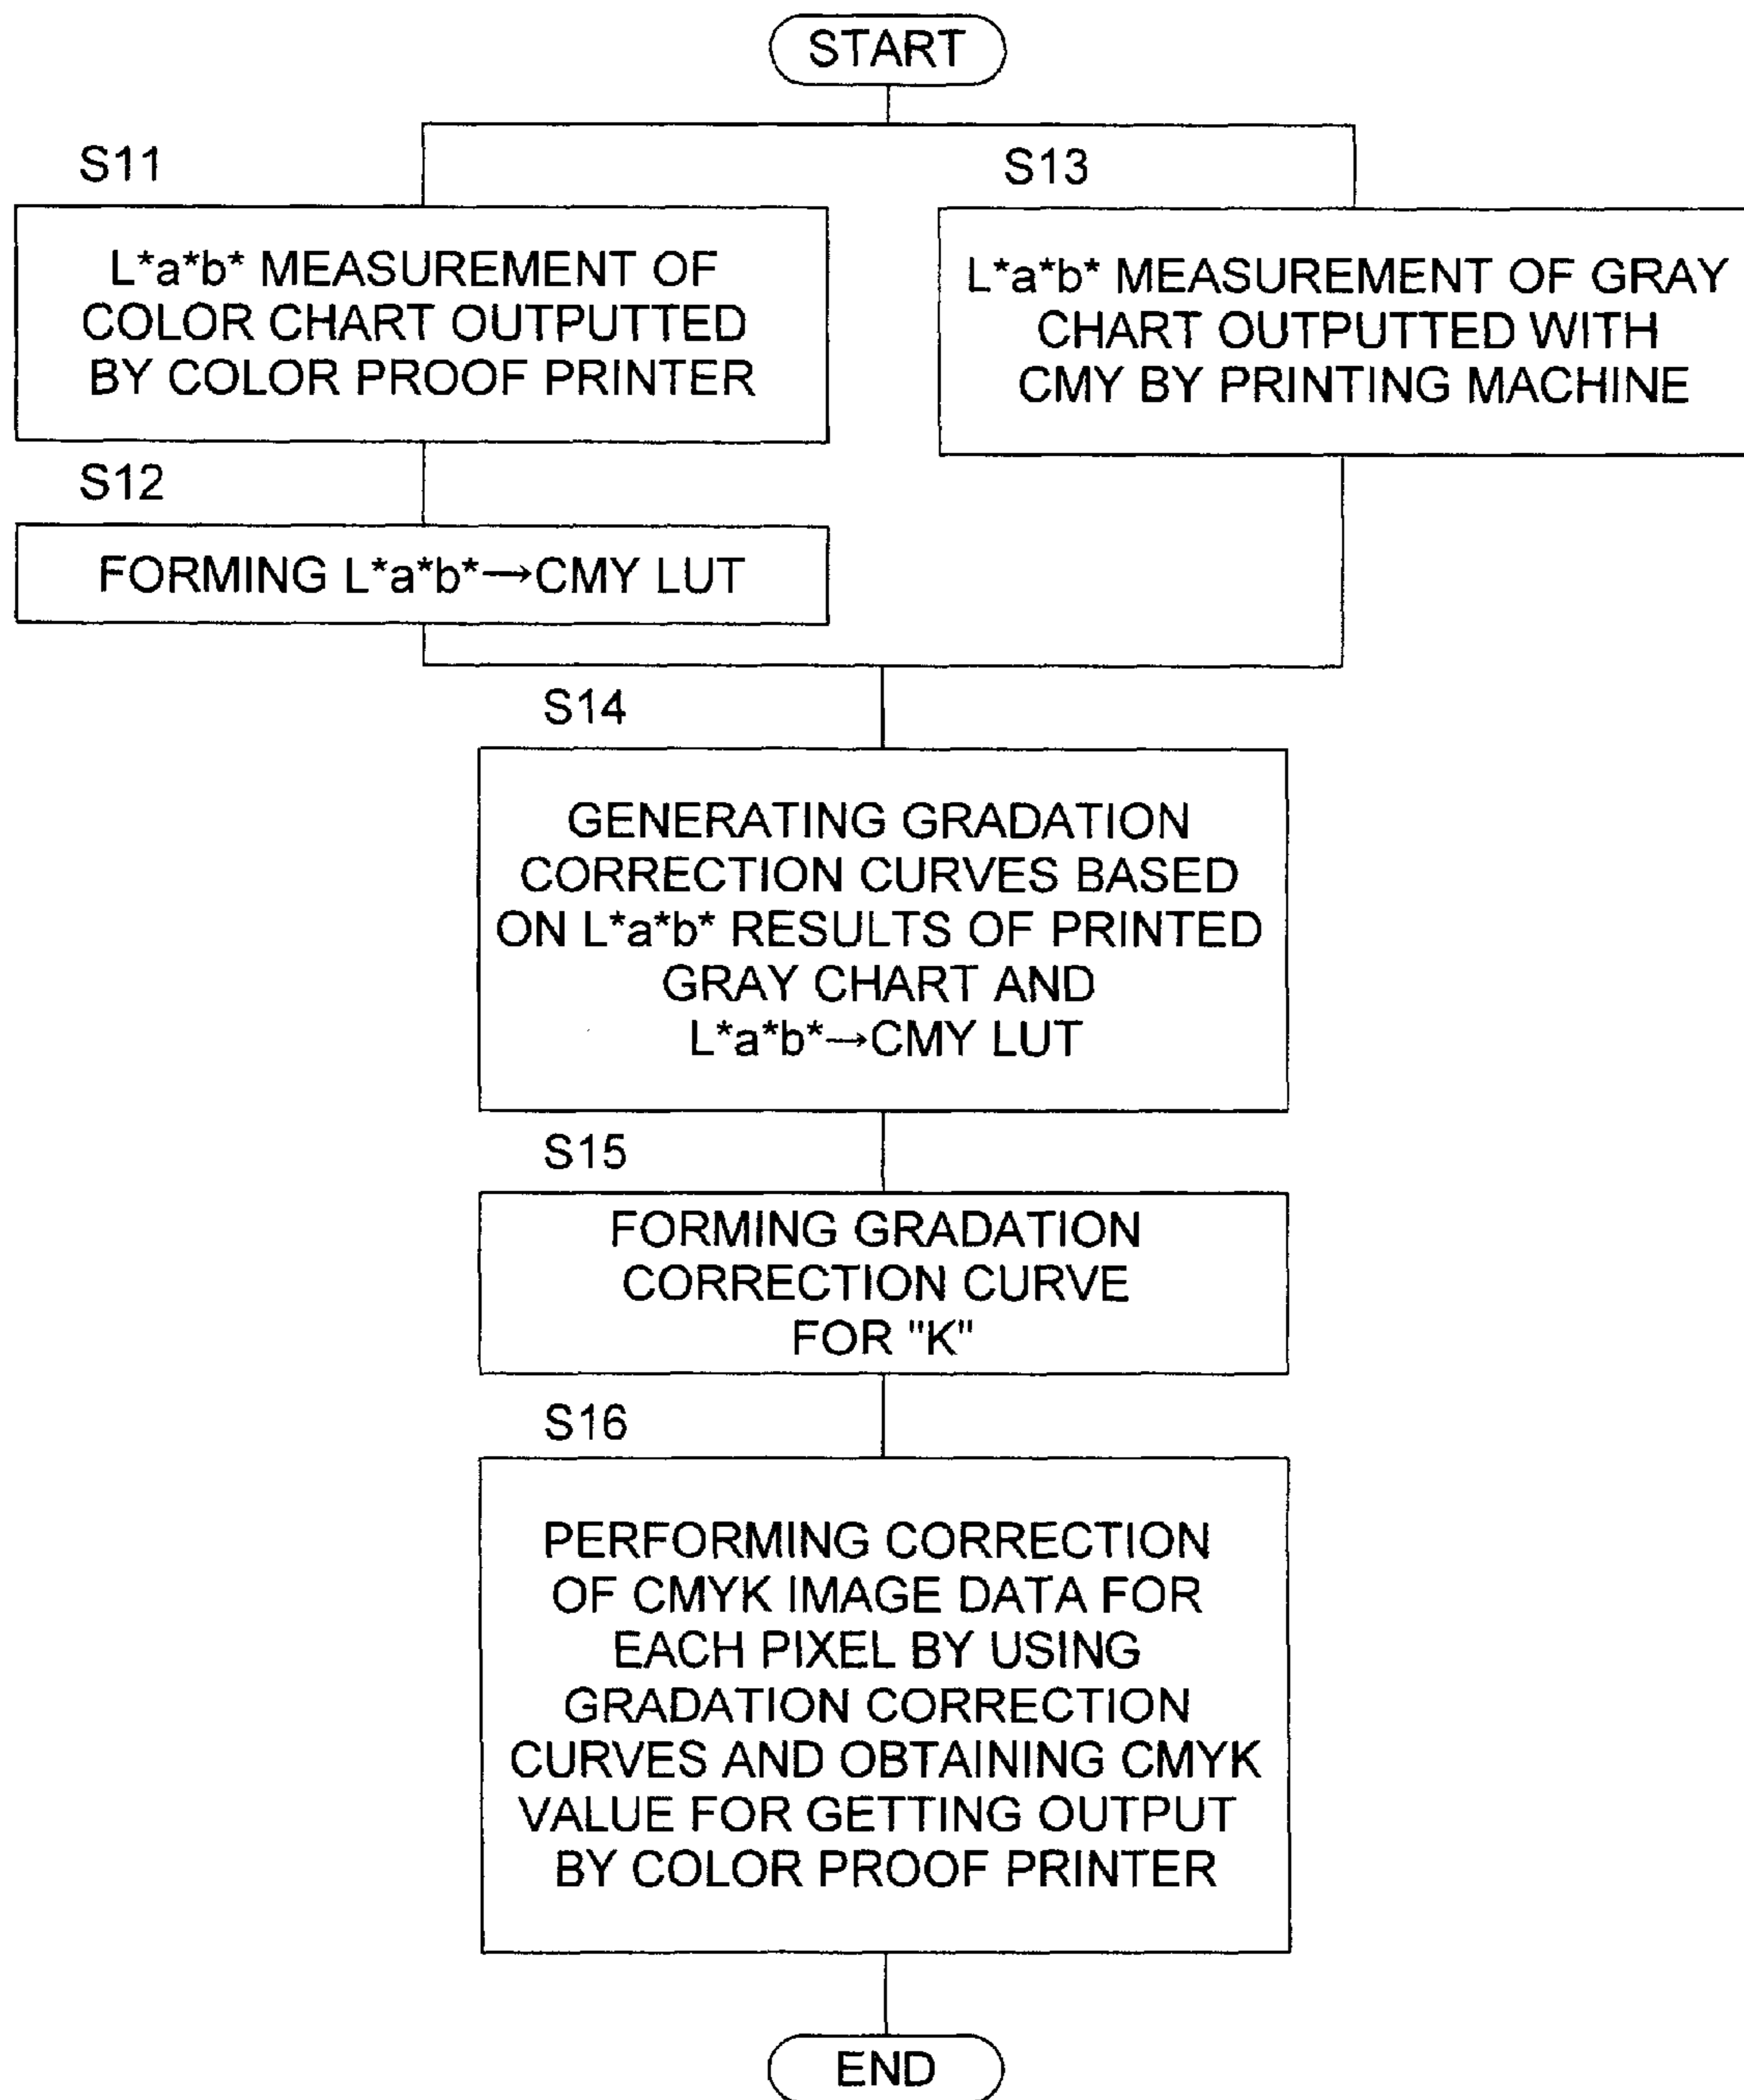 START
S11
L*a*b* MEASUREMENT OF
COLOR CHART OUTPUTTED
BY COLOR PROOF PRINTER
S12
FORMING L*a*b*→CMY LUT
S13
L*a*b* MEASUREMENT OF GRAY
CHART OUTPUTTED WITH
CMY BY PRINTING MACHINE
S14
GENERATING GRADATION
CORRECTION CURVES BASED
ON L*a*b* RESULTS OF PRINTED
GRAY CHART AND
L*a*b*→CMY LUT
S15
FORMING GRADATION
CORRECTION CURVE
FOR "K"
S16
PERFORMING CORRECTION
OF CMYK IMAGE DATA FOR
EACH PIXEL BY USING
GRADATION CORRECTION
CURVES AND OBTAINING CMYK
VALUE FOR GETTING OUTPUT
BY COLOR PROOF PRINTER
END